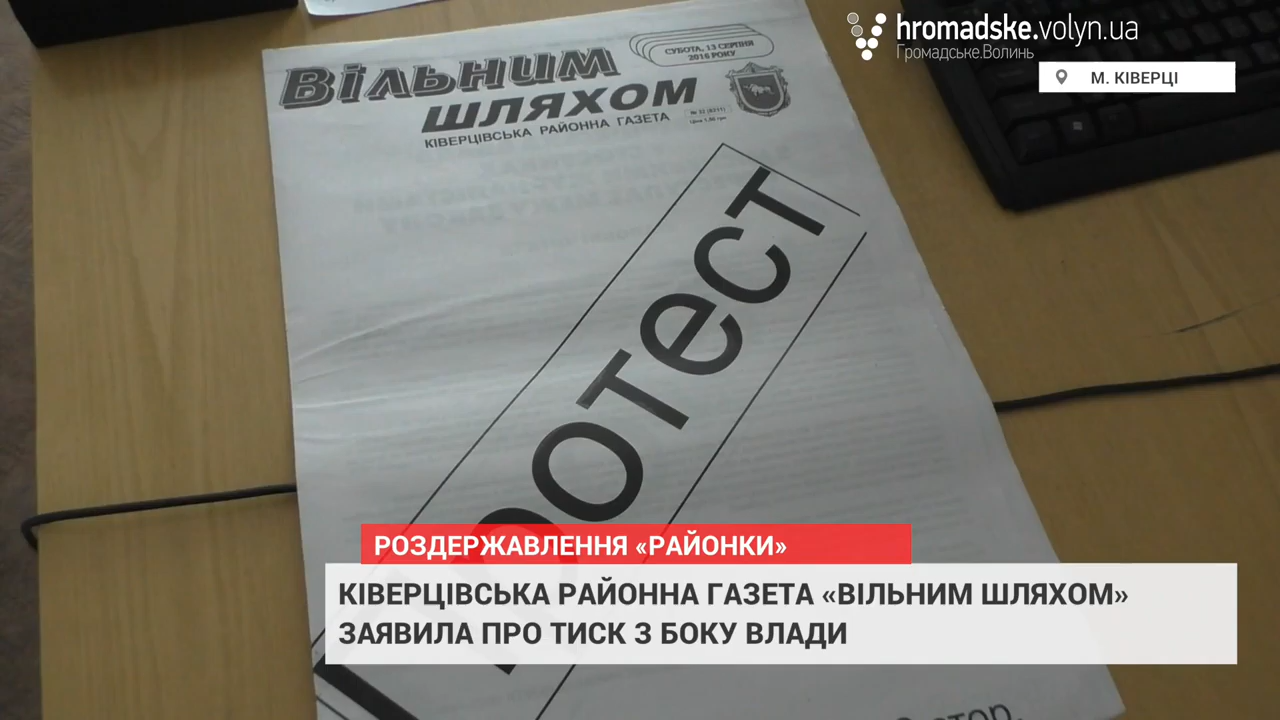 hromadske.volyn.ua
Громадське.Волинь
М. КІВЕРЦІ
СУБОТА, 13 СЕРПНЯ
2016 РОКУ
Вільним
шляхом
КІВЕРЦІВСЬКА РАЙОННА ГАЗЕТА
Протест
РОЗДЕРЖАВЛЕННЯ «РАЙОНКИ»
КІВЕРЦІВСЬКА РАЙОННА ГАЗЕТА «ВІЛЬНИМ ШЛЯХОМ»
ЗАЯВИЛА ПРО ТИСК З БОКУ ВЛАДИ